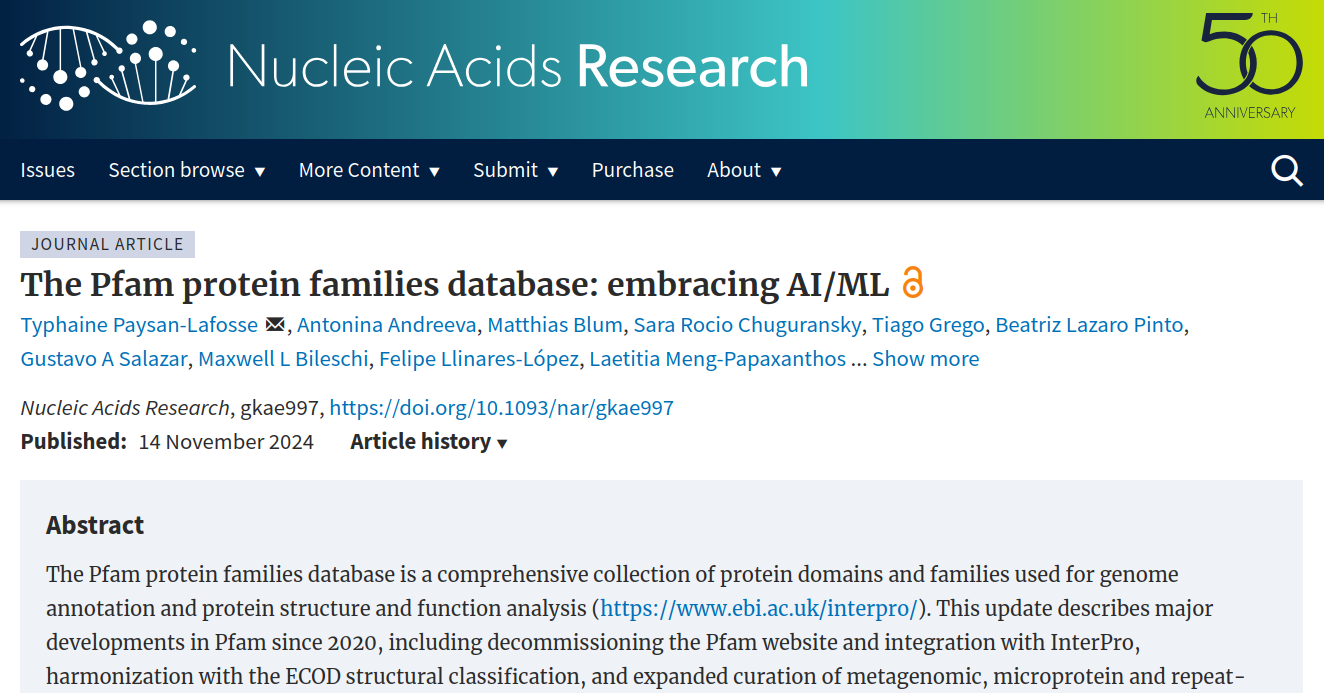 Nucleic Acids Research
50 TH
ANNIVERSARY
Issues Section browse ▼ More Content ▼ Submit ▼ Purchase About ▼
JOURNAL ARTICLE
The Pfam protein families database: embracing AI/ML
Typhaine Paysan-Lafosse, Antonina Andreeva, Matthias Blum, Sara Rocio Chuguransky, Tiago Grego, Beatriz Lazaro Pinto,
Gustavo A Salazar, Maxwell L Bileschi, Felipe Llinares-López, Laetitia Meng-Papaxanthos ... Show more
Nucleic Acids Research, gkae997, https://doi.org/10.1093/nar/gkae997
Published: 14 November 2024 Article history ▼
Abstract
The Pfam protein families database is a comprehensive collection of protein domains and families used for genome
annotation and protein structure and function analysis (https://www.ebi.ac.uk/interpro/). This update describes major
developments in Pfam since 2020, including decommissioning the Pfam website and integration with InterPro,
harmonization with the ECOD structural classification, and expanded curation of metagenomic, microprotein and repeat-